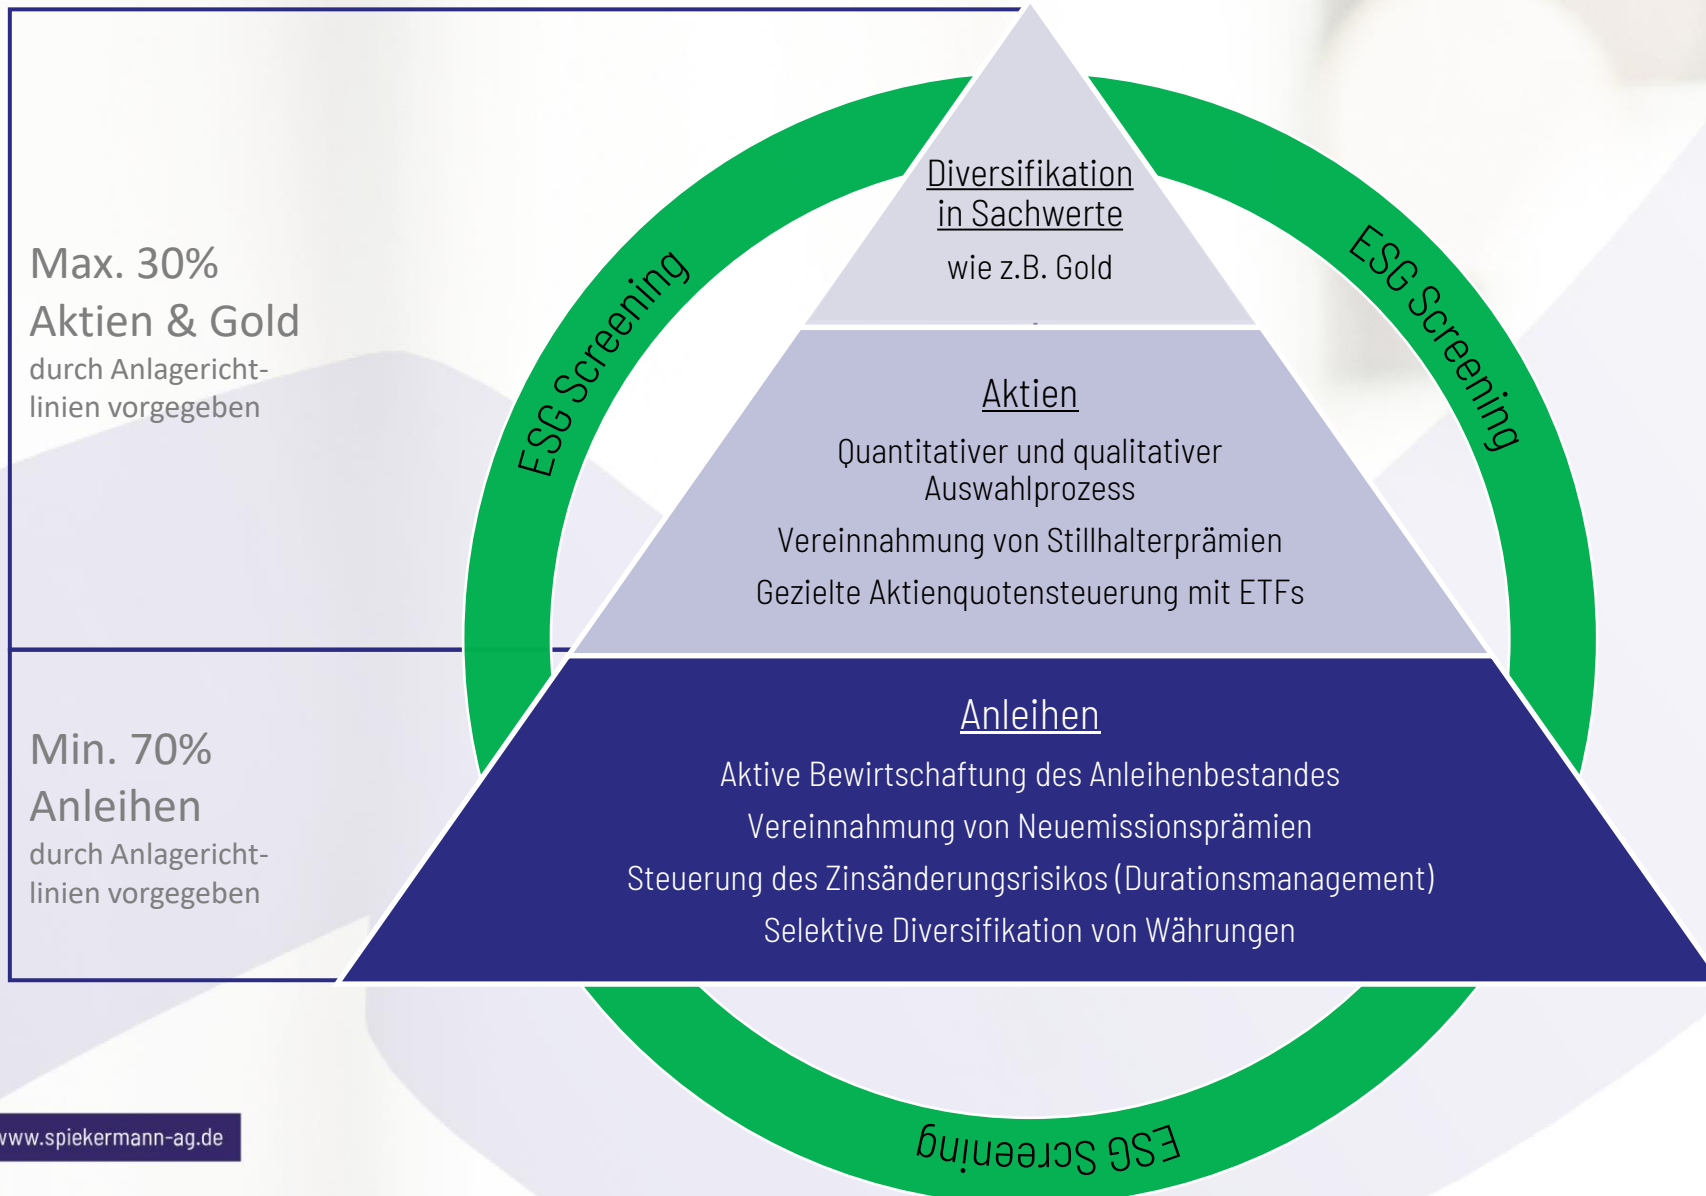 Max. 30%
Aktien & Gold
durch Anlagericht-
linien vorgegeben
Min. 70%
Anleihen
durch Anlagericht-
linien vorgegeben
ESG Screening
ESG Screening
Diversifikation
in Sachwerte
wie z.B. Gold
Aktien
Quantitativer und qualitativer
Auswahlprozess
Vereinnahmung von Stillhalterprämien
Gezielte Aktienquotensteuerung mit ETFs
Anleihen
Aktive Bewirtschaftung des Anleihenbestandes
Vereinnahmung von Neuemissionsprämien
Steuerung des Zinsänderungsrisikos (Durationsmanagement)
Selektive Diversifikation von Währungen
ESG Screening
www.spiekermann-ag.de